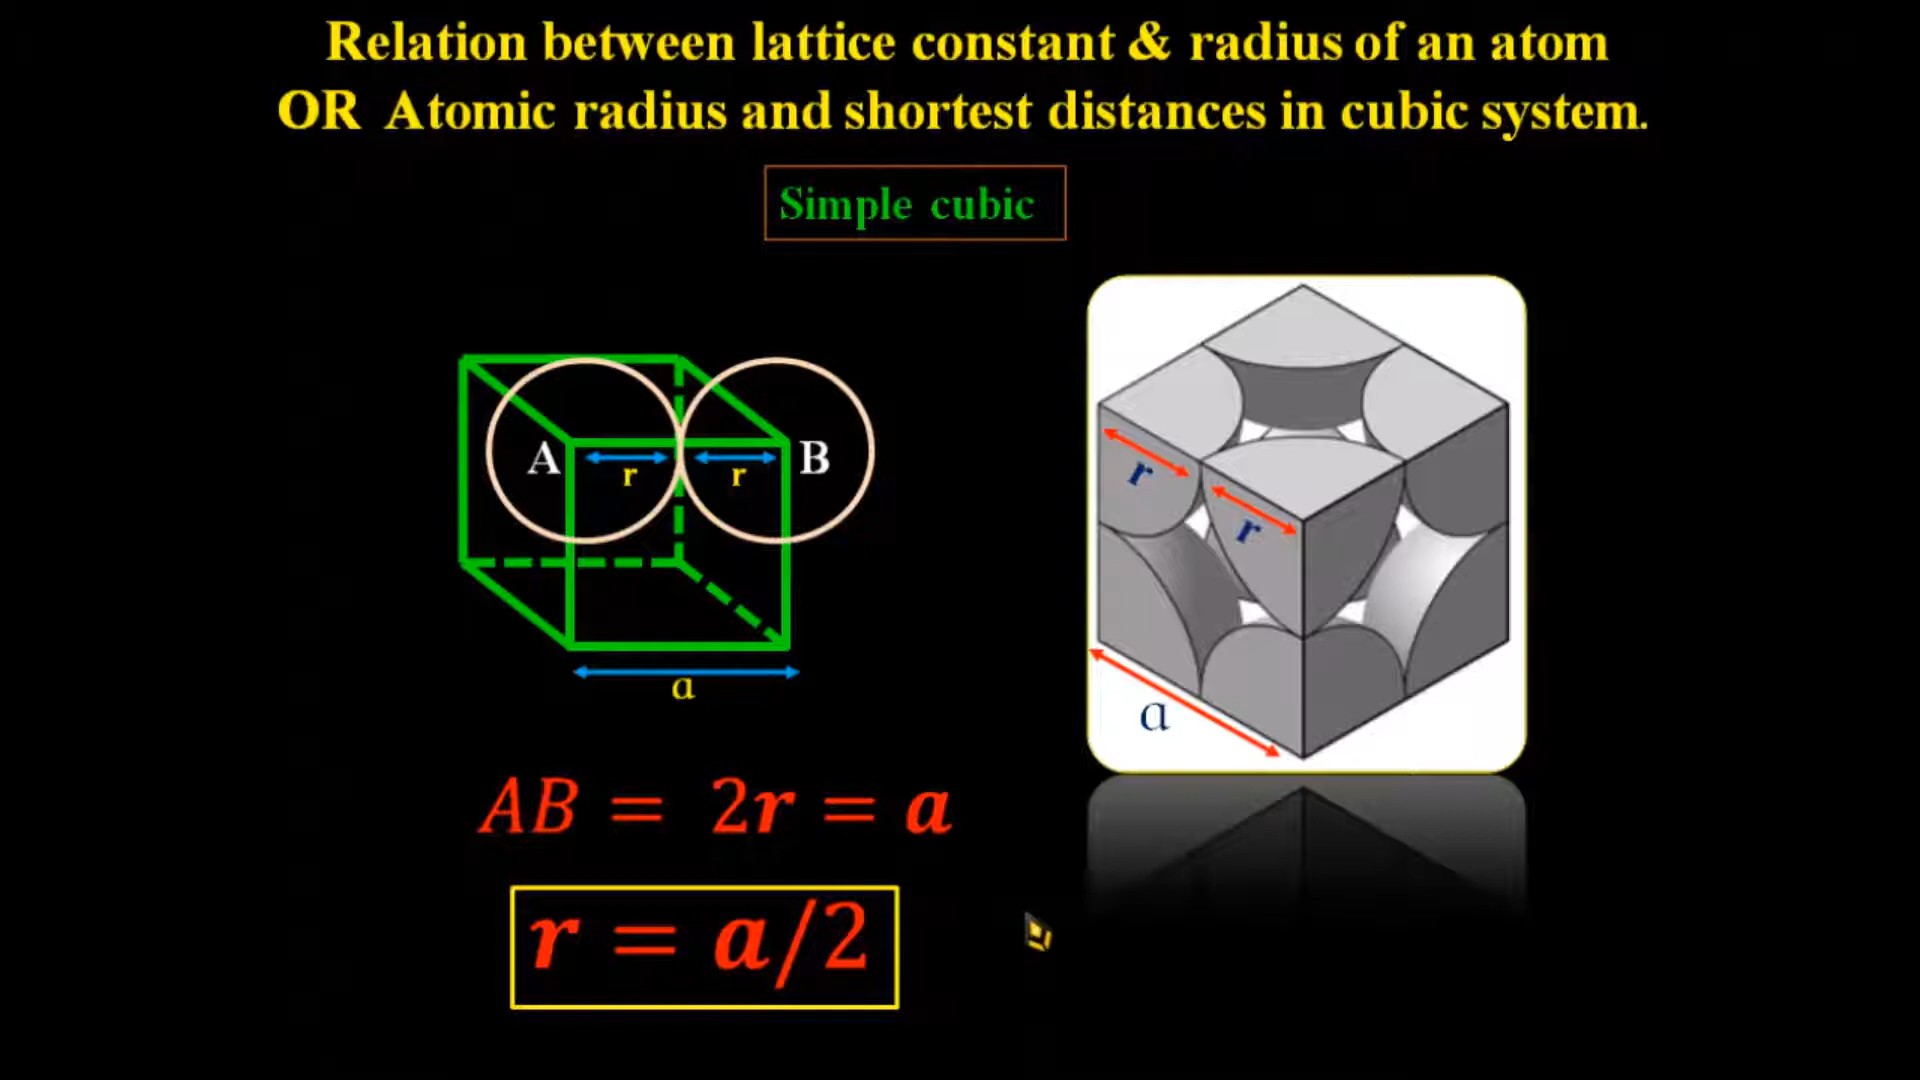 Relation between lattice constant & radius of an atom
OR Atomic radius and shortest distances in cubic system.
Simple cubic
A r r B
a
r
r
a
AB = 2r = a
r = a/2